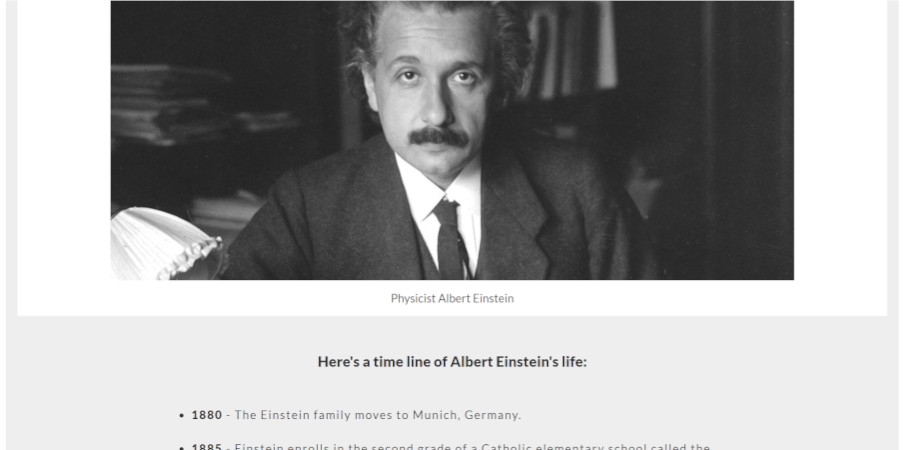 Physicist Albert Einstein
Here's a time line of Albert Einstein's life:
• 1880 - The Einstein family moves to Munich, Germany.
• 1885 - Einstein enrolls in the second grade of a Catholic elementary school called the